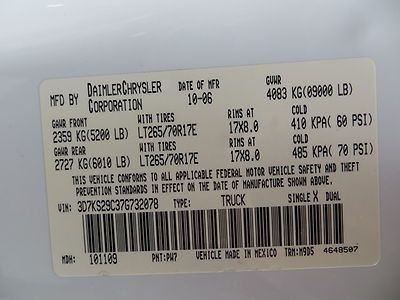 MFD BY DAIMLERCHRYSLER CORPORATION DATE OF MFR 10-06 GVWR 4083 KG(09000 LB)
GAWR FRONT WITH TIRES RIMS AT COLD
2359 KG(5200 LB) LT265/70R17E 17X8.0 410 KPA( 60 PSI)
GAWR REAR WITH TIRES RIMS AT COLD
2727 KG(6010 LB) LT265/70R17E 17X8.0 485 KPA( 70 PSI)
THIS VEHICLE CONFORMS TO ALL APPLICABLE FEDERAL MOTOR VEHICLE SAFETY
STANDARDS IN EFFECT ON THE DATE OF MANUFACTURE SHOWN ABOVE.
VIN: 3D7KS29C37G732078 TYPE: TRUCK SINGLE X DUAL
MDH: 101109 PNT:PW7 VEHICLE MADE IN MEXICO TRM:M9D5 4648507